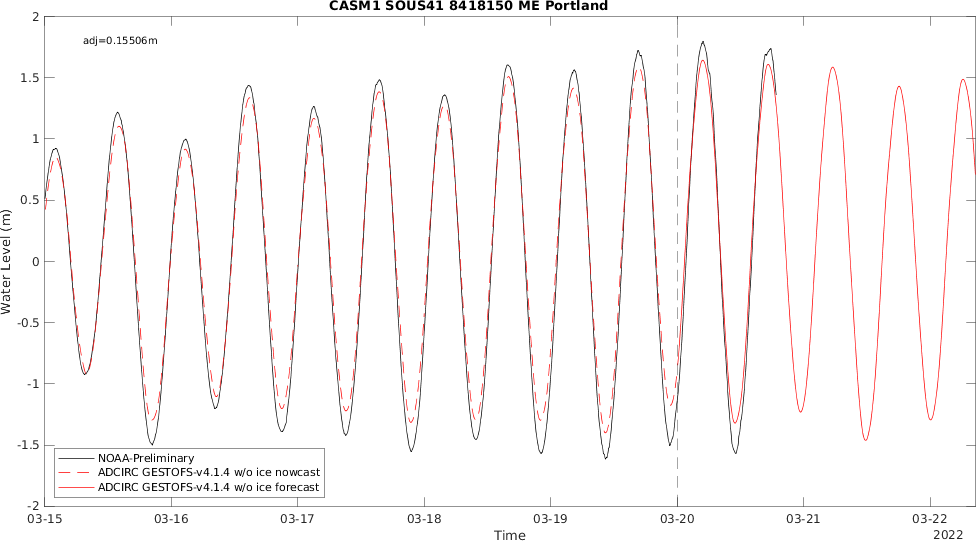 CASM1 SOUS41 8418150 ME Portland
adj=0.15506m
Water Level (m)
2
1.5
1
0.5
0
-0.5
-1
-1.5
-2
NOAA-Preliminary
ADCIRC GESTOFS-v4.1.4 w/o ice nowcast
ADCIRC GESTOFS-v4.1.4 w/o ice forecast
03-15 03-16 03-17 03-18 03-19 03-20 03-21 03-22
Time
2022